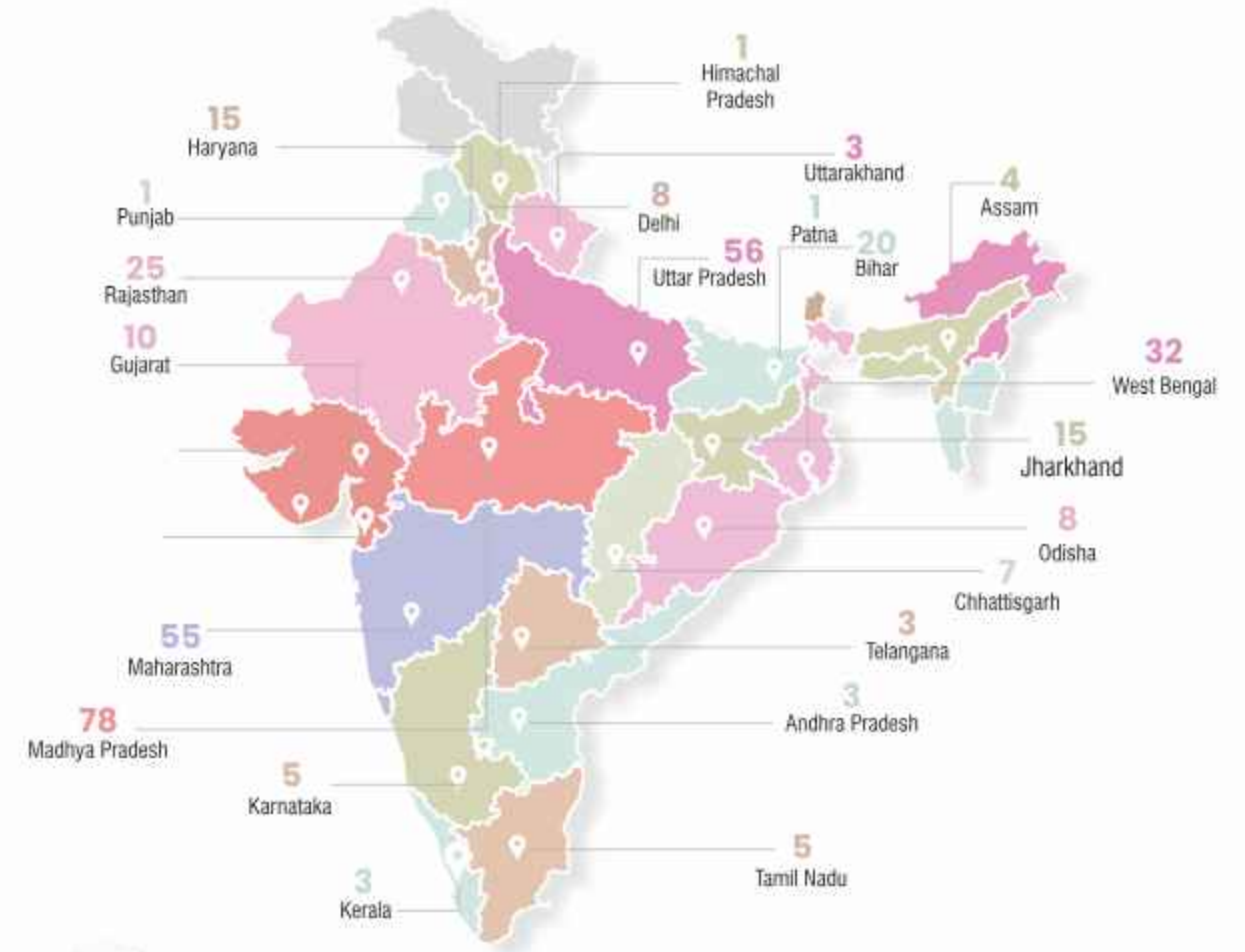 1
Himachal
Pradesh
15
Haryana
3
Uttarakhand
4
Assam
1
Punjab
8
Delhi
1
Patna
20
Bihar
56
Uttar Pradesh
25
Rajasthan
10
Gujarat
32
West Bengal
15
Jharkhand
8
Odisha
7
Chhattisgarh
55
Maharashtra
3
Telangana
3
Andhra Pradesh
78
Madhya Pradesh
5
Karnataka
5
Tamil Nadu
3
Kerala